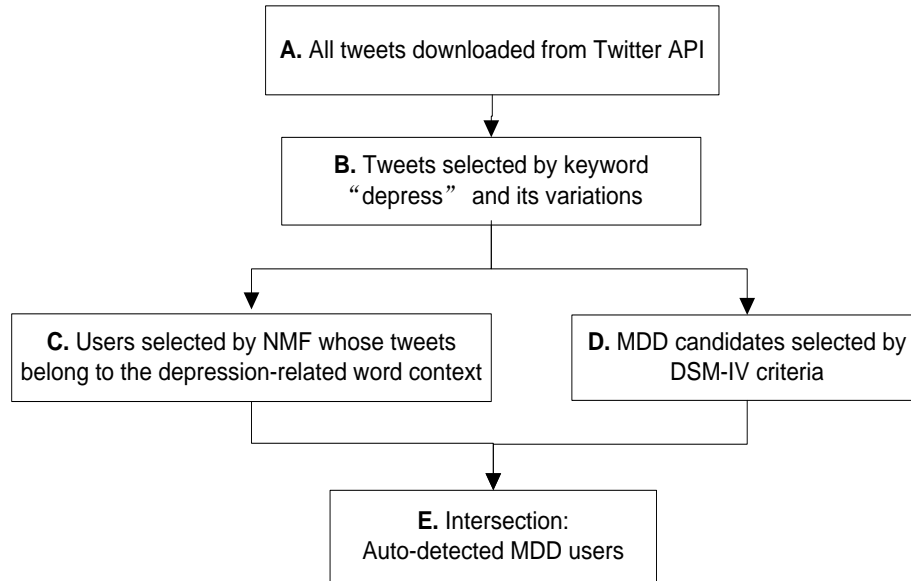 A. All tweets downloaded from Twitter API
B. Tweets selected by keyword
“depress” and its variations
C. Users selected by NMF whose tweets
belong to the depression-related word context
D. MDD candidates selected by
DSM-IV criteria
E. Intersection:
Auto-detected MDD users